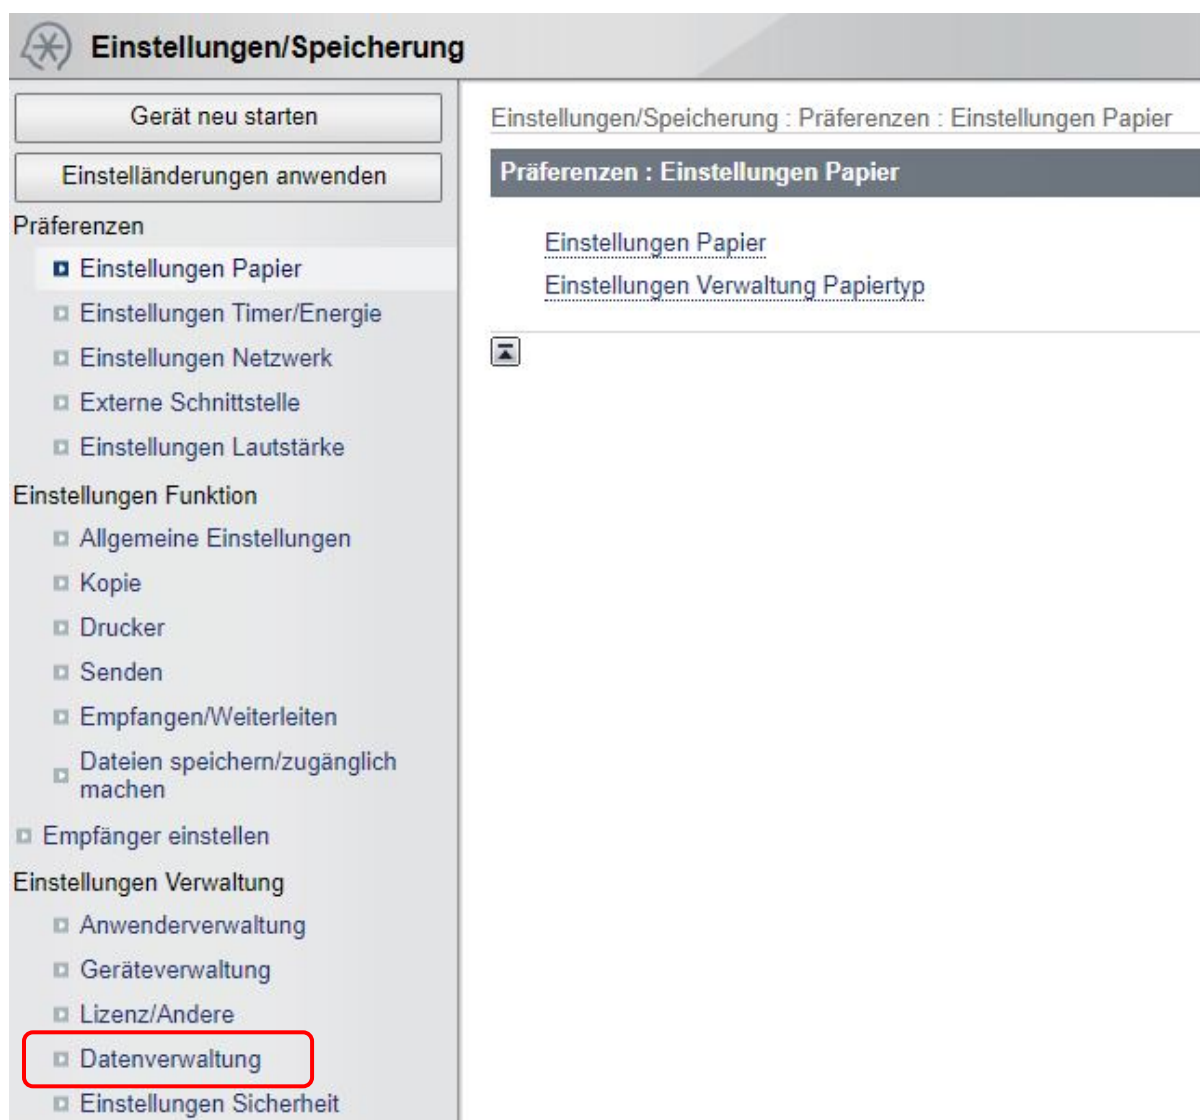 Einstellungen/Speicherung
Gerät neu starten
Einstelländerungen anwenden
Präferenzen
Einstellungen Papier
Einstellungen Timer/Energie
Einstellungen Netzwerk
Externe Schnittstelle
Einstellungen Lautstärke
Einstellungen Funktion
Allgemeine Einstellungen
Kopie
Drucker
Senden
Empfangen/Weiterleiten
Dateien speichern/zugänglich
machen
Empfänger einstellen
Einstellungen Verwaltung
Anwenderverwaltung
Geräteverwaltung
Lizenz/Andere
Datenverwaltung
Einstellungen Sicherheit
Einstellungen/Speicherung : Präferenzen : Einstellungen Papier
Präferenzen : Einstellungen Papier
Einstellungen Papier
Einstellungen Verwaltung Papiertyp